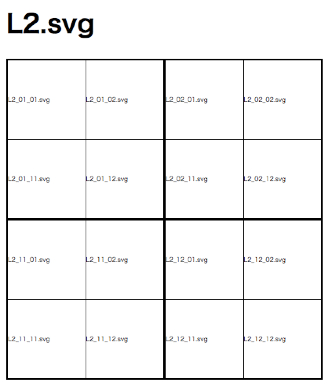 L2.svg
L2_01_01.svg L2_01_02.svg L2_02_01.svg L2_02_02.svg
L2_01_11.svg L2_01_12.svg L2_02_11.svg L2_02_12.svg
L2_11_01.svg L2_11_02.svg L2_12_01.svg L2_12_02.svg
L2_11_11.svg L2_11_12.svg L2_12_11.svg L2_12_12.svg